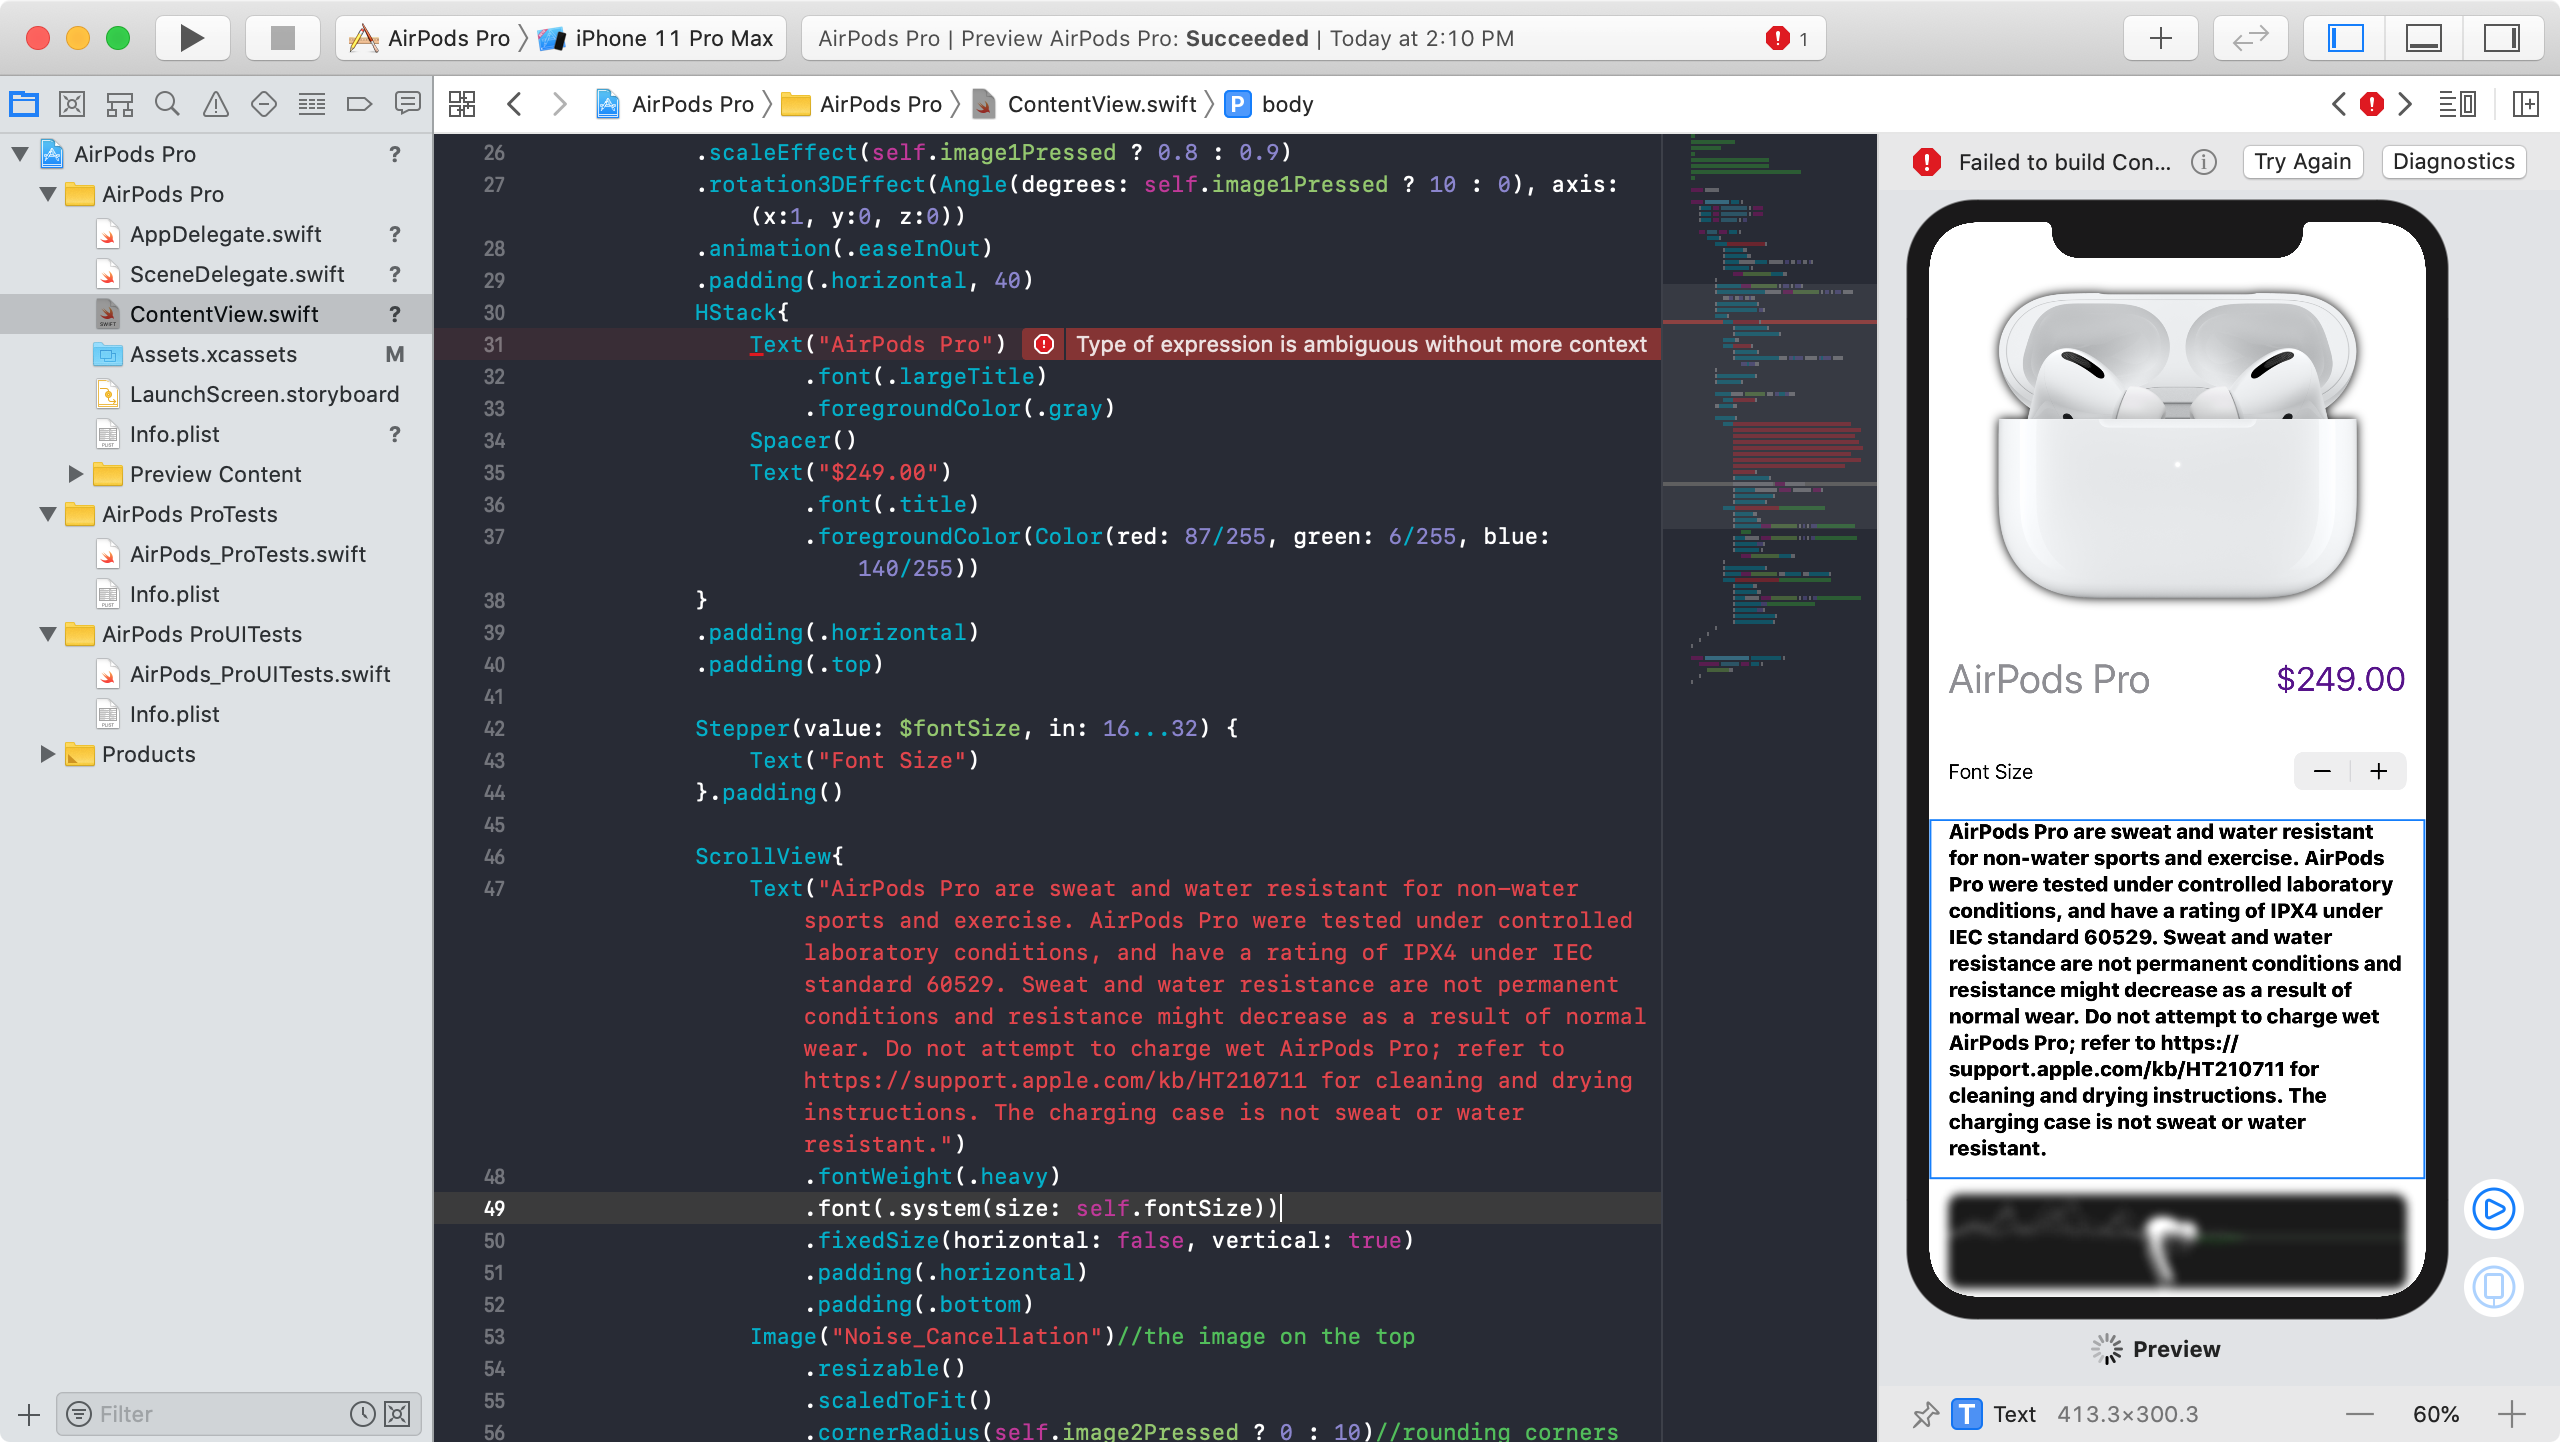 AirPods Pro iPhone 11 Pro Max
AirPods Pro | Preview AirPods Pro: Succeeded | Today at 2:10 PM
1
AirPods Pro AirPods Pro ContentView.swift P body
AirPods Pro ?
AirPods Pro
AppDelegate.swift ?
SceneDelegate.swift ?
ContentView.swift ?
Assets.xcassets M
LaunchScreen.storyboard
Info.plist ?
Preview Content
AirPods ProTests
AirPods_ProTests.swift
Info.plist
AirPods ProUITests
AirPods_ProUITests.swift
Info.plist
Products
Filter
26 .scaleEffect(self.image1Pressed ? 0.8 : 0.9)
27 .rotation3DEffect(Angle(degrees: self.image1Pressed ? 10 : 0), axis:
(x:1, y:0, z:0))
28 .animation(.easeInOut)
29 .padding(.horizontal, 40)
30 HStack{
31 Text("AirPods Pro") Type of expression is ambiguous without more context
32 .font(.largeTitle)
33 .foregroundColor(.gray)
34 Spacer()
35 Text("$249.00")
36 .font(.title)
37 .foregroundColor(Color(red: 87/255, green: 6/255, blue:
140/255))
38 }
39 .padding(.horizontal)
40 .padding(.top)
41
42 Stepper(value: $fontSize, in: 16...32) {
43 Text("Font Size")
44 }.padding()
45
46 ScrollView{
47 Text("AirPods Pro are sweat and water resistant for non-water
sports and exercise. AirPods Pro were tested under controlled
laboratory conditions, and have a rating of IPX4 under IEC
standard 60529. Sweat and water resistance are not permanent
conditions and resistance might decrease as a result of normal
wear. Do not attempt to charge wet AirPods Pro; refer to
https://support.apple.com/kb/HT210711 for cleaning and drying
instructions. The charging case is not sweat or water
resistant.")
48 .fontWeight(.heavy)
49 .font(.system(size: self.fontSize))
50 .fixedSize(horizontal: false, vertical: true)
51 .padding(.horizontal)
52 .padding(.bottom)
53 Image("Noise_Cancellation")//the image on the top
54 .resizable()
55 .scaledToFit()
56 .cornerRadius(self.image2Pressed ? 0 : 10)//rounding corners
Failed to build Con... Try Again Diagnostics
AirPods Pro $249.00
Font Size − +
AirPods Pro are sweat and water resistant
for non-water sports and exercise. AirPods
Pro were tested under controlled laboratory
conditions, and have a rating of IPX4 under
IEC standard 60529. Sweat and water
resistance are not permanent conditions and
resistance might decrease as a result of
normal wear. Do not attempt to charge wet
AirPods Pro; refer to https://
support.apple.com/kb/HT210711 for
cleaning and drying instructions. The
charging case is not sweat or water
resistant.
Preview
T Text 413.3×300.3 60%